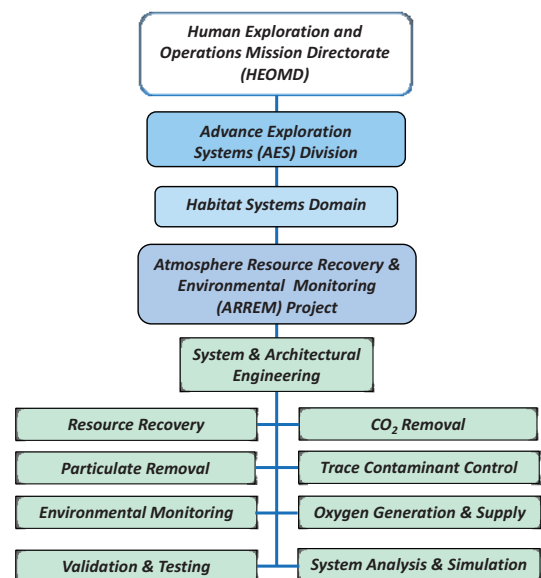 Human Exploration and
Operations Mission Directorate
(HEOMD)
Advance Exploration
Systems (AES) Division
Habitat Systems Domain
Atmosphere Resource Recovery &
Environmental Monitoring
(ARREM) Project
System & Architectural
Engineering
Resource Recovery
CO₂ Removal
Particulate Removal
Trace Contaminant Control
Environmental Monitoring
Oxygen Generation & Supply
Validation & Testing
System Analysis & Simulation